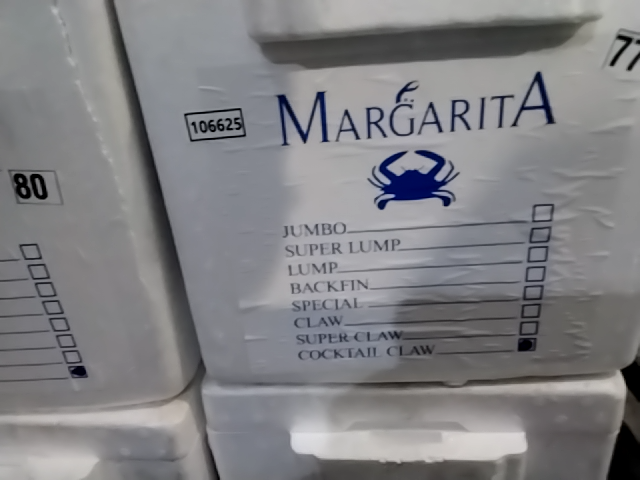 77
106625
MARGARITA
80
JUMBO
SUPER LUMP
LUMP
BACKFIN
SPECIAL
CLAW
SUPER CLAW
COCKTAIL CLAW